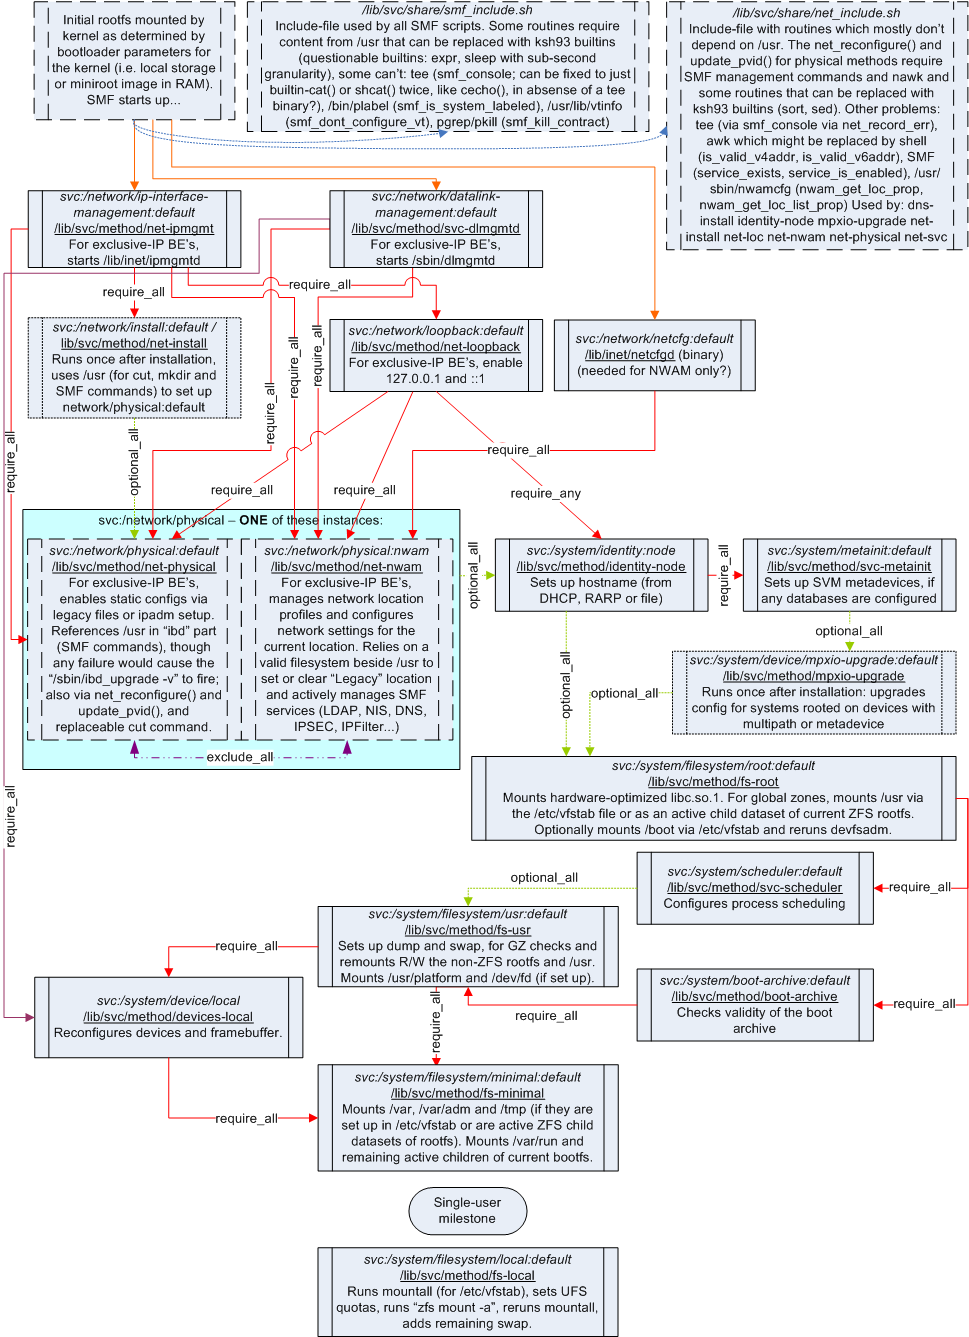 Initial rootfs mounted by
kernel as determined by
bootloader parameters for
the kernel (i.e. local storage
or miniroot image in RAM).
SMF starts up...
/lib/svc/share/smf_include.sh
Include-file used by all SMF scripts. Some routines require
content from /usr that can be replaced with ksh93 builtins
(questionable builtins: expr, sleep with sub-second
granularity), some can't: tee (smf_console; can be fixed to just
builtin-cat() or shcat() twice, like cecho(), in absense of a tee
binary?), /bin/plabel (smf_is_system_labeled), /usr/lib/vtinfo
(smf_dont_configure_vt), pgrep/pkill (smf_kill_contract)
/lib/svc/share/net_include.sh
Include-file with routines which mostly don't
depend on /usr. The net_reconfigure() and
update_pvid() for physical methods require
SMF management commands and nawk and
some routines that can be replaced with
ksh93 builtins (sort, sed). Other problems:
tee (via smf_console via net_record_err),
awk which might be replaced by shell
(is_valid_v4addr, is_valid_v6addr), SMF
(service_exists, service_is_enabled), /usr/
sbin/nwamcfg (nwam_get_loc_prop,
nwam_get_loc_list_prop) Used by: dns-
install identity-node mpxio-upgrade net-
install net-loc net-nwam net-physical net-svc
svc:/network/ip-interface-
management:default
/lib/svc/method/net-ipmgmt
For exclusive-IP BE's,
starts /lib/inet/ipmgmtd
svc:/network/datalink-
management:default
/lib/svc/method/svc-dlmgmtd
For exclusive-IP BE's,
starts /sbin/dlmgmtd
require_all
require_all
svc:/network/install:default /
/lib/svc/method/net-install
Runs once after installation,
uses /usr (for cut, mkdir and
SMF commands) to set up
network/physical:default
svc:/network/loopback:default
/lib/svc/method/net-loopback
For exclusive-IP BE's, enable
127.0.0.1 and ::1
svc:/network/netcfg:default
/lib/inet/netcfgd (binary)
(needed for NWAM only?)
require_all
require_all
require_all
require_all
optional_all
require_all
require_all
require_all
require_any
svc:/network/physical – ONE of these instances:
svc:/network/physical:default
/lib/svc/method/net-physical
For exclusive-IP BE's,
enables static configs via
legacy files or ipadm setup.
References /usr in "ibd" part
(SMF commands), though
any failure would cause the
"/sbin/ibd_upgrade -v" to fire;
also via net_reconfigure() and
update_pvid(), and
replaceable cut command.
svc:/network/physical:nwam
/lib/svc/method/net-nwam
For exclusive-IP BE's,
manages network location
profiles and configures
network settings for the
current location. Relies on a
valid filesystem beside /usr to
set or clear "Legacy" location
and actively manages SMF
services (LDAP, NIS, DNS,
IPSEC, IPFilter...)
exclude_all
optional_all
svc:/system/identity:node
/lib/svc/method/identity-node
Sets up hostname (from
DHCP, RARP or file)
require_all
svc:/system/metainit:default
/lib/svc/method/svc-metainit
Sets up SVM metadevices, if
any databases are configured
optional_all
svc:/system/device/mpxio-upgrade:default
/lib/svc/method/mpxio-upgrade
Runs once after installation: upgrades
config for systems rooted on devices with
multipath or metadevice
optional_all
optional_all
svc:/system/filesystem/root:default
/lib/svc/method/fs-root
Mounts hardware-optimized libc.so.1. For global zones, mounts /usr via
the /etc/vfstab file or as an active child dataset of current ZFS rootfs.
Optionally mounts /boot via /etc/vfstab and reruns devfsadm.
require_all
svc:/system/scheduler:default
/lib/svc/method/svc-scheduler
Configures process scheduling
require_all
optional_all
svc:/system/filesystem/usr:default
/lib/svc/method/fs-usr
Sets up dump and swap, for GZ checks and
remounts R/W the non-ZFS rootfs and /usr.
Mounts /usr/platform and /dev/fd (if set up).
require_all
svc:/system/boot-archive:default
/lib/svc/method/boot-archive
Checks validity of the boot
archive
require_all
require_all
require_all
svc:/system/device/local
/lib/svc/method/devices-local
Reconfigures devices and framebuffer.
require_all
svc:/system/filesystem/minimal:default
/lib/svc/method/fs-minimal
Mounts /var, /var/adm and /tmp (if they are
set up in /etc/vfstab or are active ZFS child
datasets of rootfs). Mounts /var/run and
remaining active children of current bootfs.
Single-user
milestone
svc:/system/filesystem/local:default
/lib/svc/method/fs-local
Runs mountall (for /etc/vfstab), sets UFS
quotas, runs "zfs mount -a", reruns mountall,
adds remaining swap.